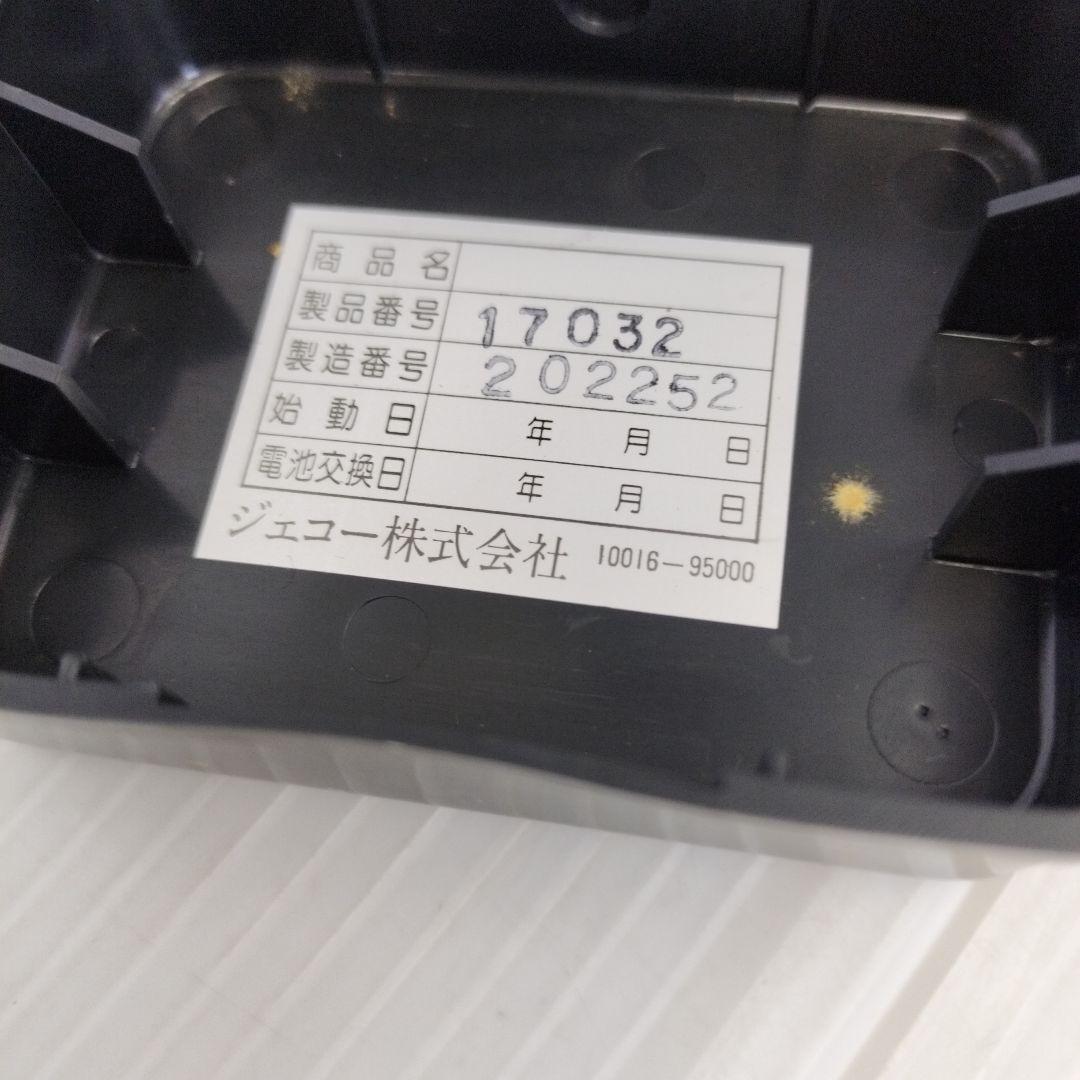 商品名
製品番号 17032
製造番号 202252
始動日 年 月 日
電池交換日 年 月 日
ジェコー株式会社 10016-95000